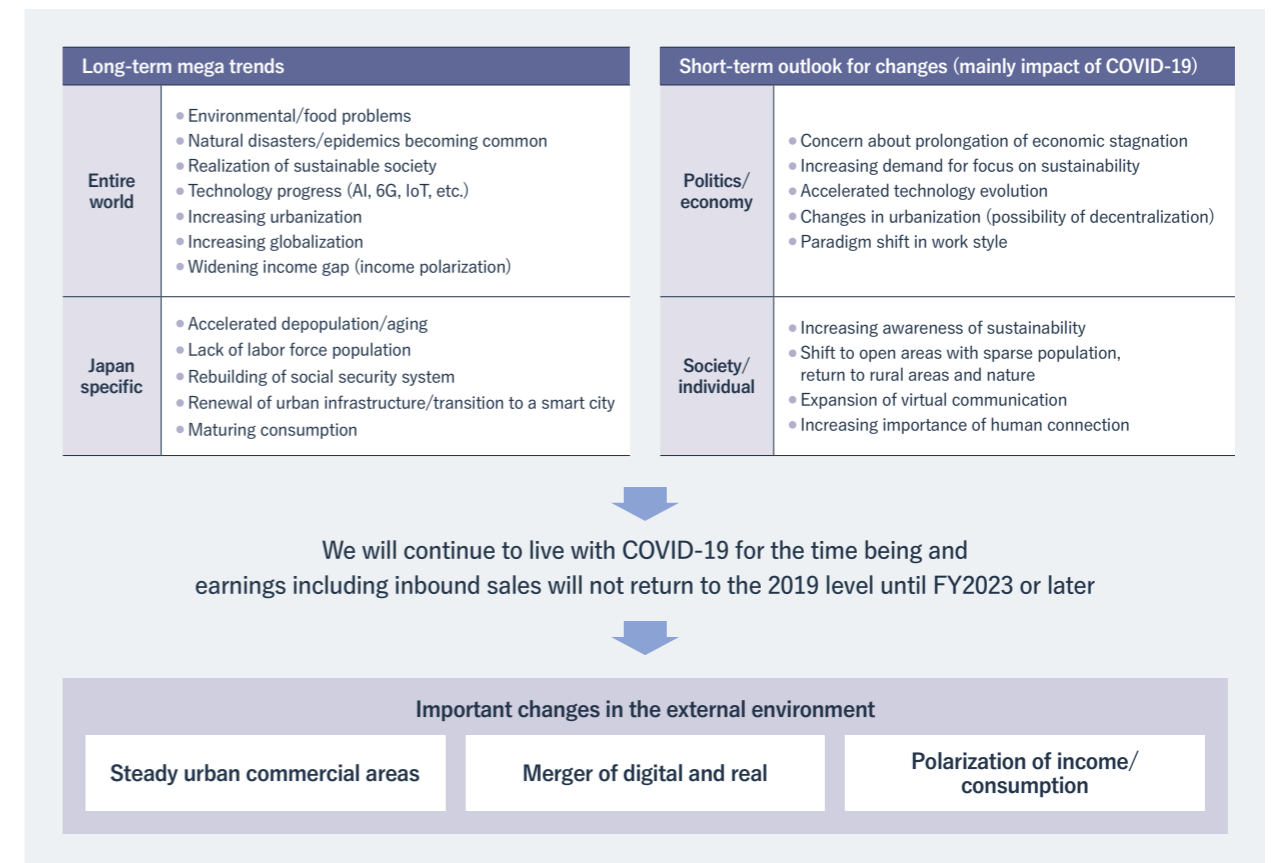 Long-term mega trends
Entire
world
• Environmental/food problems
• Natural disasters/epidemics becoming common
• Realization of sustainable society
• Technology progress (AI, 6G, IoT, etc.)
• Increasing urbanization
• Increasing globalization
• Widening income gap (income polarization)
Japan
specific
• Accelerated depopulation/aging
• Lack of labor force population
• Rebuilding of social security system
• Renewal of urban infrastructure/transition to a smart city
• Maturing consumption
Short-term outlook for changes (mainly impact of COVID-19)
Politics/
economy
• Concern about prolongation of economic stagnation
• Increasing demand for focus on sustainability
• Accelerated technology evolution
• Changes in urbanization (possibility of decentralization)
• Paradigm shift in work style
Society/
individual
• Increasing awareness of sustainability
• Shift to open areas with sparse population,
return to rural areas and nature
• Expansion of virtual communication
• Increasing importance of human connection
We will continue to live with COVID-19 for the time being and
earnings including inbound sales will not return to the 2019 level until FY2023 or later
Important changes in the external environment
Steady urban commercial areas
Merger of digital and real
Polarization of income/
consumption